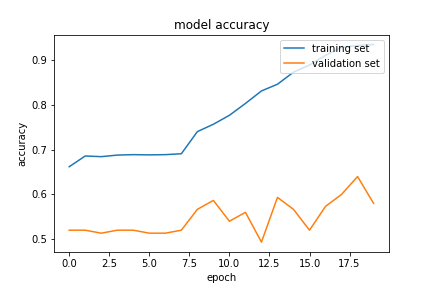 model accuracy
training set
validation set
0.9
0.8
0.7
0.6
0.5
accuracy
0.0 2.5 5.0 7.5 10.0 12.5 15.0 17.5
epoch